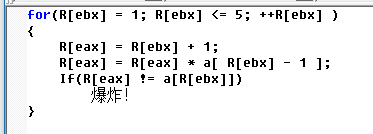 for(R[ebx] = 1; R[ebx] <= 5; ++R[ebx] )
{
R[eax] = R[ebx] + 1;
R[eax] = R[eax] * a[ R[ebx] - 1 ];
If(R[eax] != a[R[ebx]])
爆炸!
}